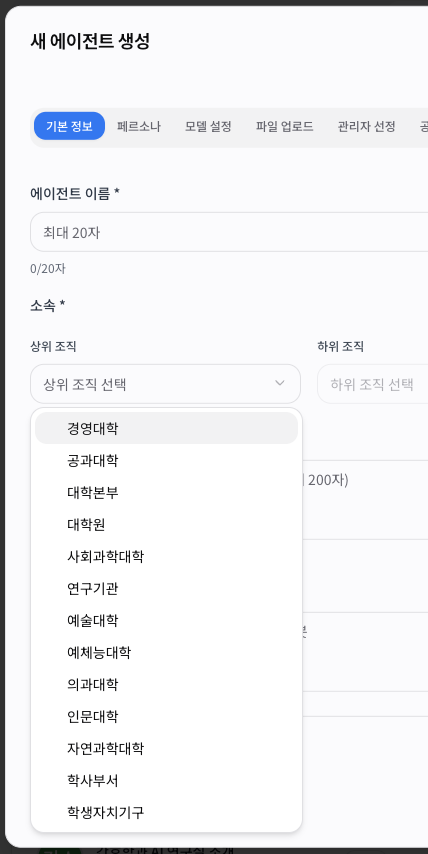 새 에이전트 생성
기본 정보 페르소나 모델 설정 파일 업로드 관리자 선정
에이전트 이름 *
최대 20자
0/20자
소속 *
상위 조직 하위 조직
상위 조직 선택 하위 조직 선택
경영대학
공과대학
200자)
대학본부
대학원
사회과학대학
연구기관
예술대학
예체능대학
의과대학
인문대학
자연과학대학
학사부서
학생자치기구